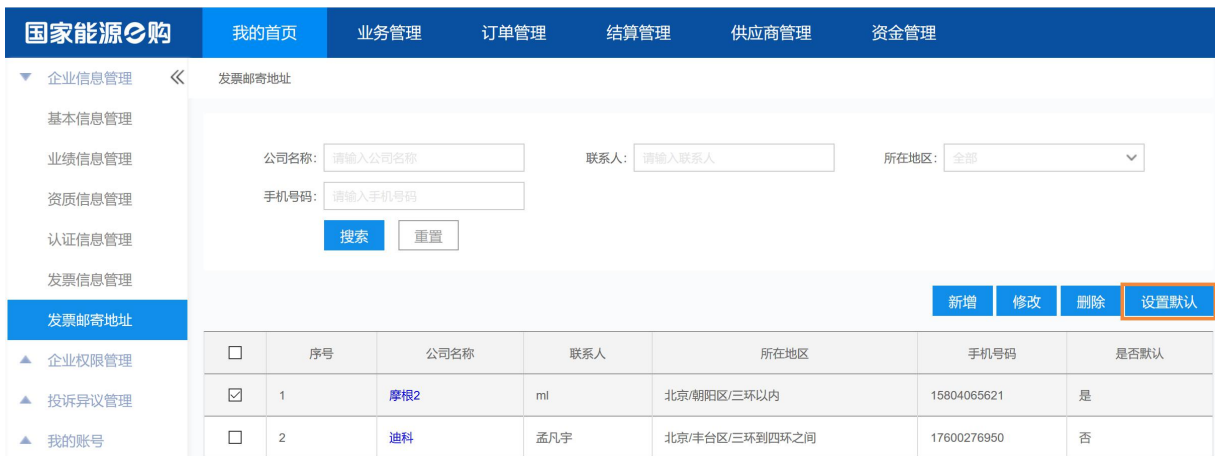 国家能源e购 我的首页 业务管理 订单管理 结算管理 供应商管理 资金管理
企业信息管理 发票邮寄地址
基本信息管理
业绩信息管理
资质信息管理
认证信息管理
发票信息管理
发票邮寄地址
企业权限管理
投诉异议管理
我的账号
公司名称: 请输入公司名称 联系人: 请输入联系人 所在地区: 全部
手机号码: 请输入手机号码
搜索 重置
新增 修改 删除 设置默认
序号 公司名称 联系人 所在地区 手机号码 是否默认
1 摩根2 ml 北京/朝阳区/三环以内 15804065621 是
2 迪科 孟凡宇 北京/丰台区/三环到四环之间 17600276950 否